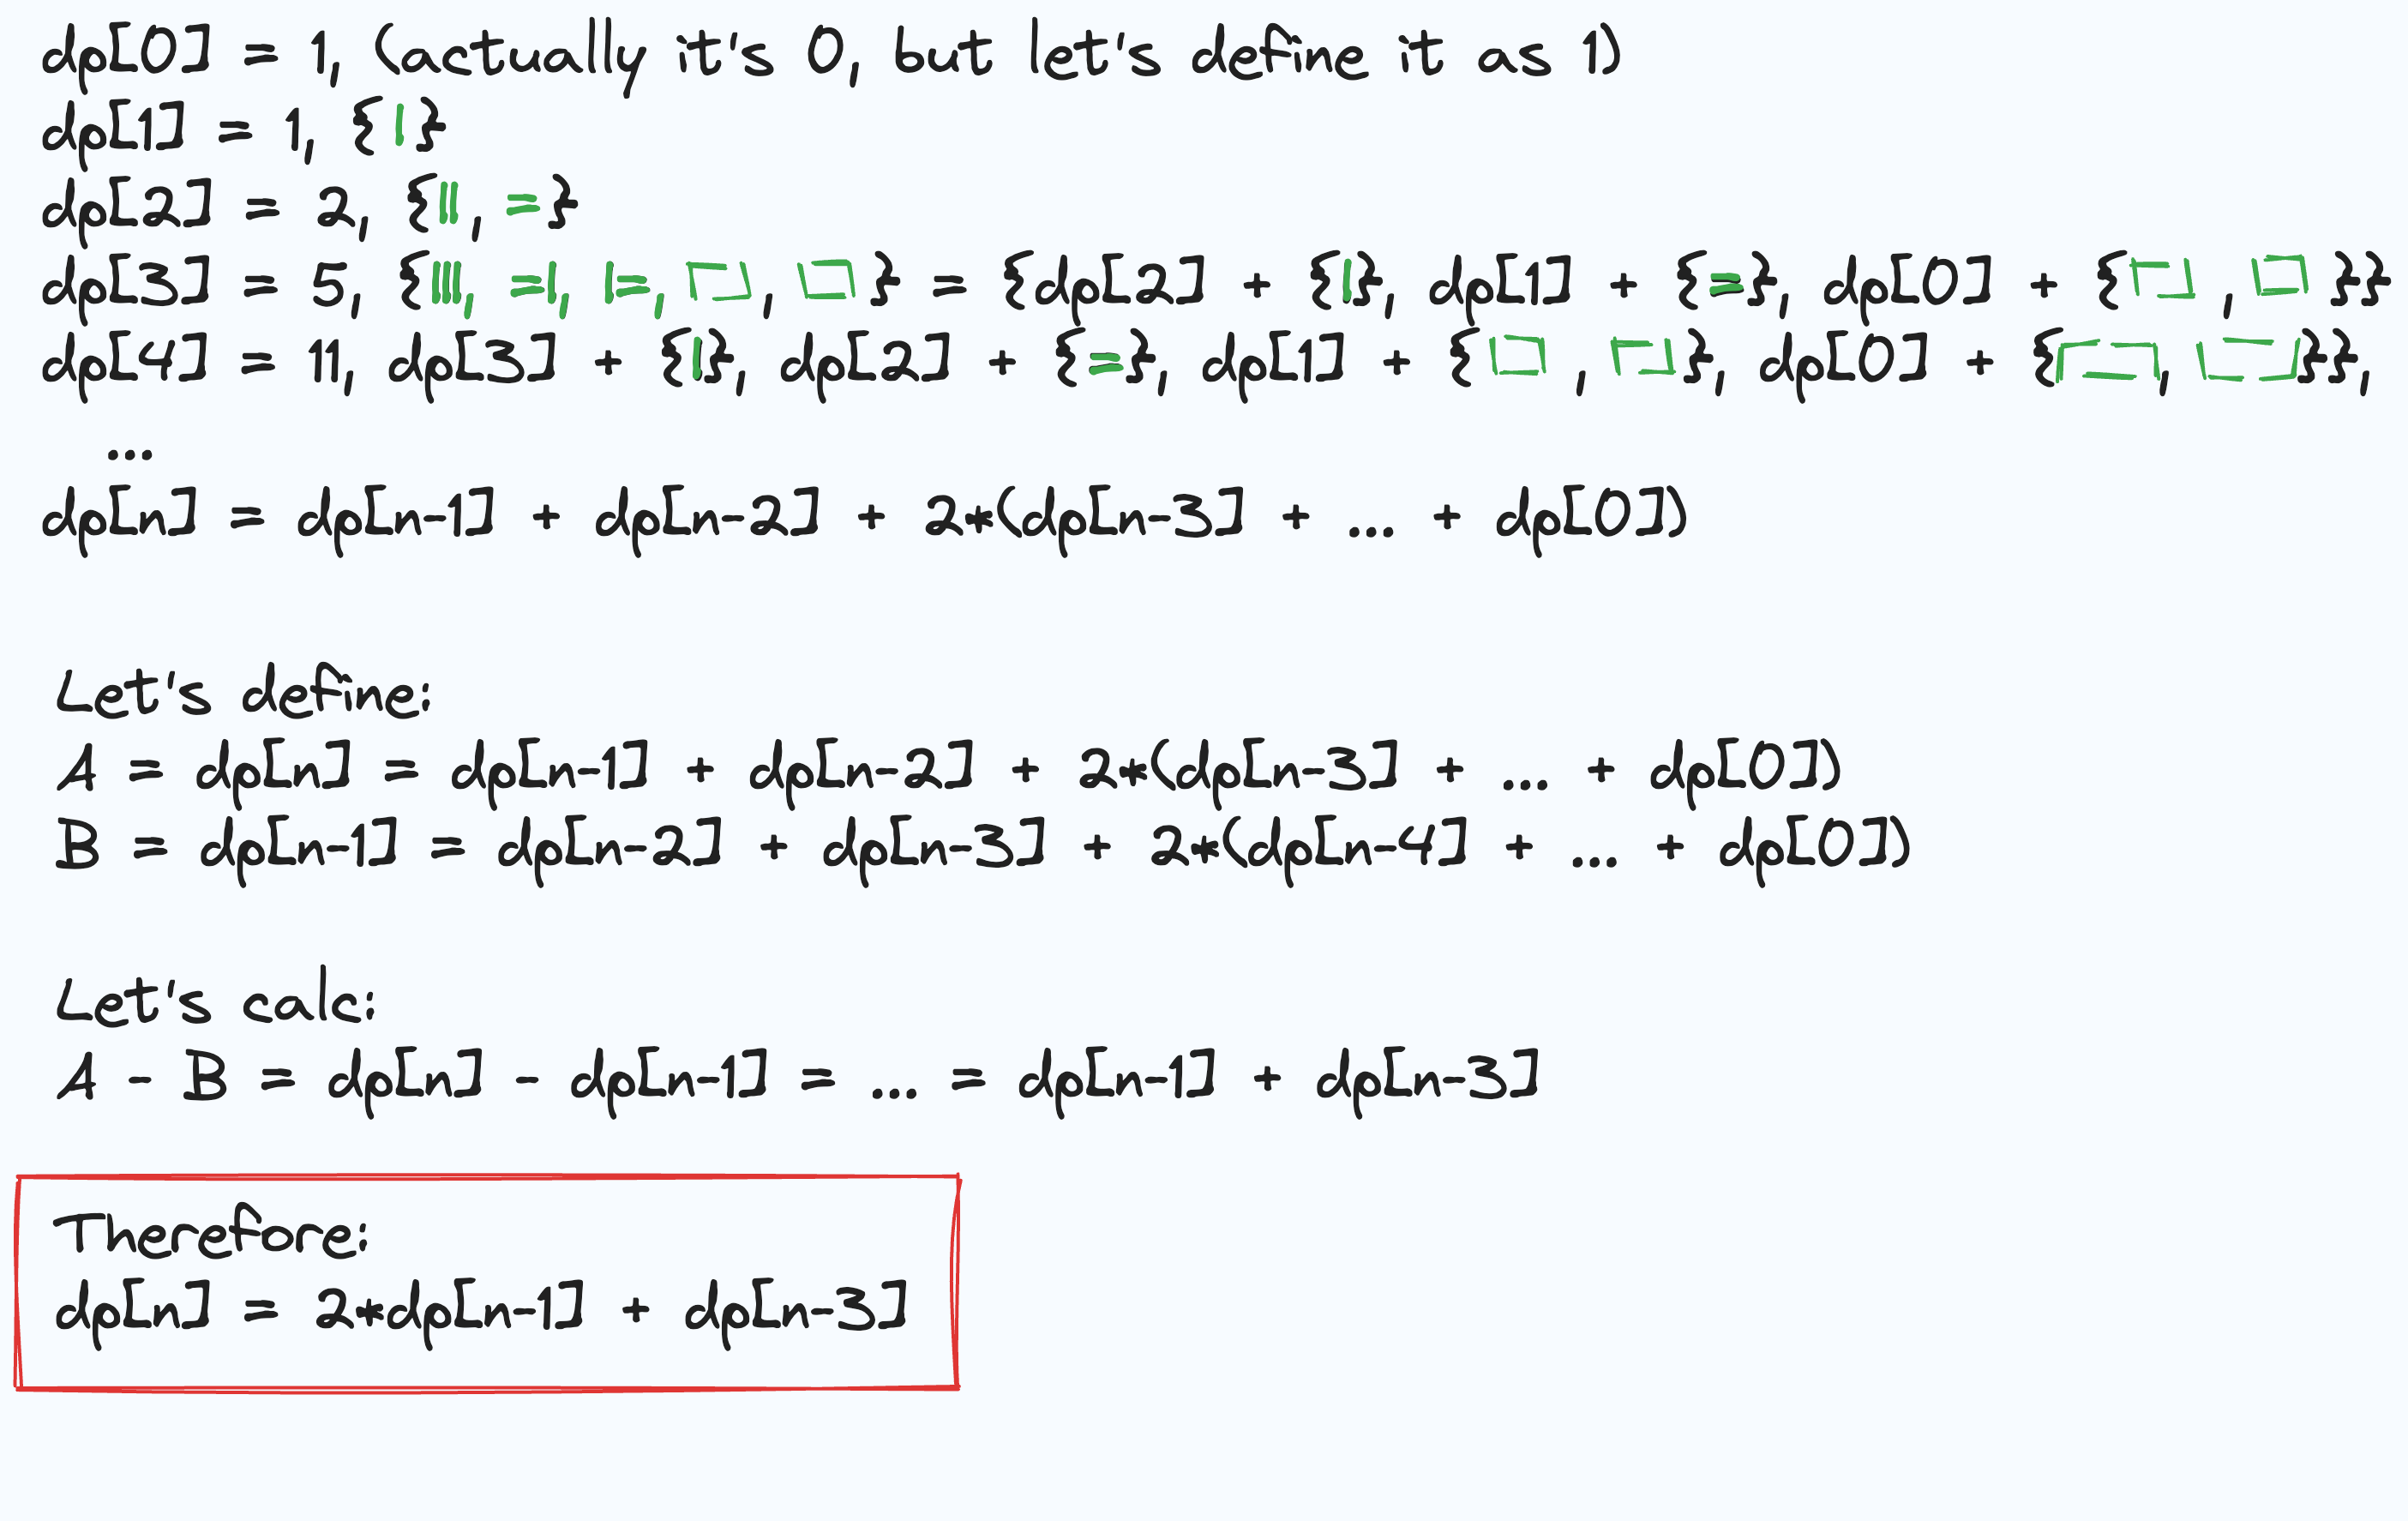 dp[0] = 1, (actually it's 0, but let's define it as 1)
dp[1] = 1, {|}
dp[2] = 2, {||, =}
dp[3] = 5, {|||, =|, |=, ⊏⊐, ⊔⊓} = {dp[2] + {|}, dp[1] + {=}, dp[0] + { , }}
dp[4] = 11, dp[3] + {|}, dp[2] + {=}, dp[1] + { , }, dp[0] + { , }},
...
dp[n] = dp[n-1] + dp[n-2] + 2*(dp[n-3] + ... + dp[0])
Let's define:
A = dp[n] = dp[n-1] + dp[n-2] + 2*(dp[n-3] + ... + dp[0])
B = dp[n-1] = dp[n-2] + dp[n-3] + 2*(dp[n-4] + ... + dp[0])
Let's calc:
A - B = dp[n] - dp[n-1] = ... = dp[n-1] + dp[n-3]
Therefore:
dp[n] = 2*dp[n-1] + dp[n-3]